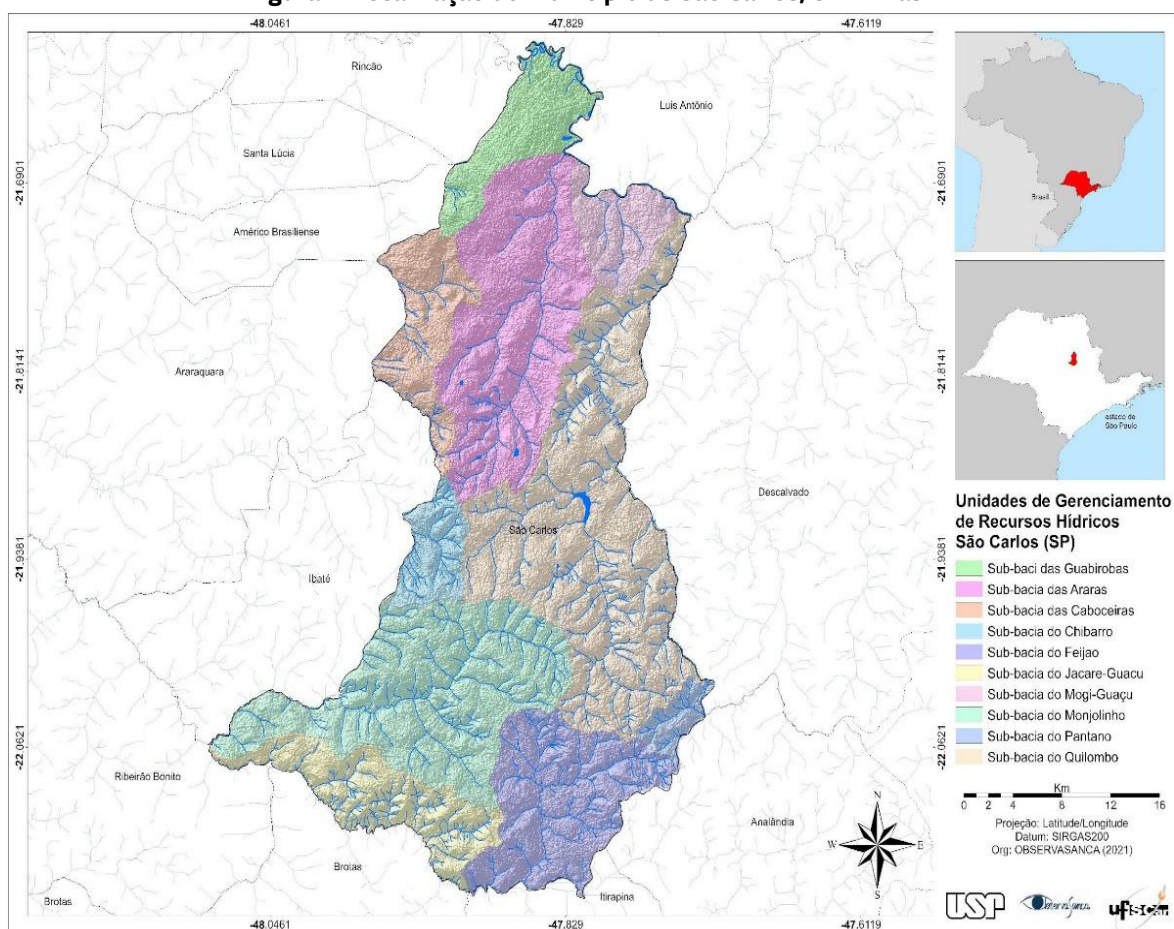 -48.0461
-47.829
-47.6119
Rincão
Luis Antônio
Santa Lúcia
-21.6901
-21.6901
Américo Brasiliense
Brasil
Araraquara
-21.8141
-21.8141
estado de
São Paulo
Descalvado
São Carlos
-21.9381
-21.9381
Ibaté
Unidades de Gerenciamento
de Recursos Hídricos
São Carlos (SP)
Sub-baci das Guabirobas
Sub-bacia das Araras
Sub-bacia das Caboceiras
Sub-bacia do Chibarro
Sub-bacia do Feijao
Sub-bacia do Jacare-Guacu
Sub-bacia do Mogi-Guaçu
Sub-bacia do Monjolinho
Sub-bacia do Pantano
Sub-bacia do Quilombo
-22.0621
-22.0621
Ribeirão Bonito
Km
0 2 4 8 12 16
Projeção: Latitude/Longitude
Datum: SIRGAS200
Org: OBSERVASANCA (2021)
Analândia
N
W E
S
Brotas
Brotas
Itirapina
USP
ufscar
-48.0461
-47.829
-47.6119